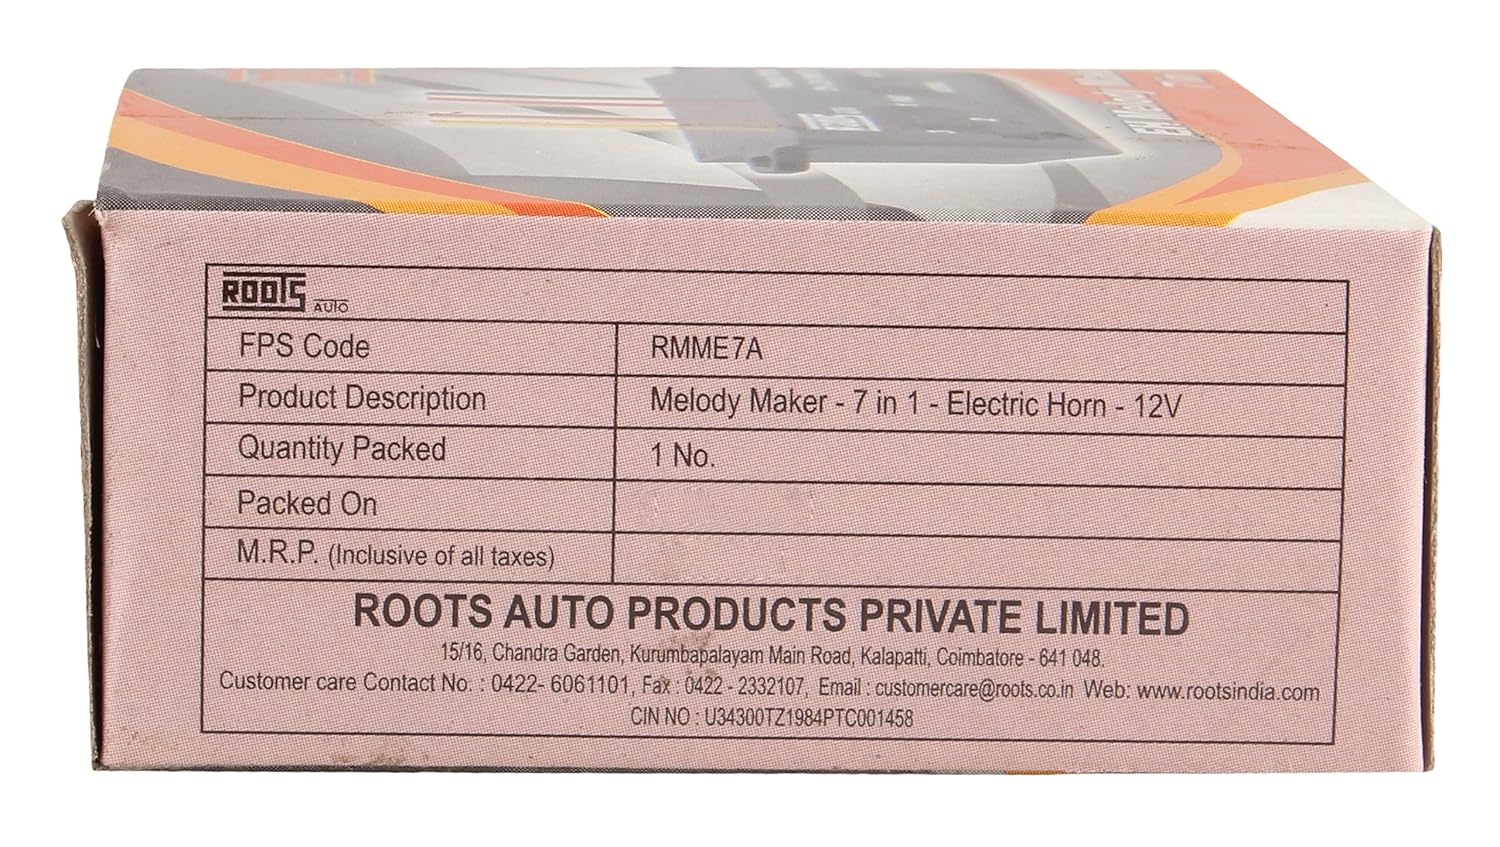 ROOTS AUTO
FPS Code RMME7A
Product Description Melody Maker - 7 in 1 - Electric Horn - 12V
Quantity Packed 1 No.
Packed On
M.R.P. (Inclusive of all taxes)
ROOTS AUTO PRODUCTS PRIVATE LIMITED
15/16, Chandra Garden, Kurumbapalayam Main Road, Kalapatti, Coimbatore - 641 048.
Customer care Contact No. : 0422- 6061101, Fax : 0422 - 2332107, Email : customercare@roots.co.in Web: www.rootsindia.com
CIN NO : U34300TZ1984PTC001458